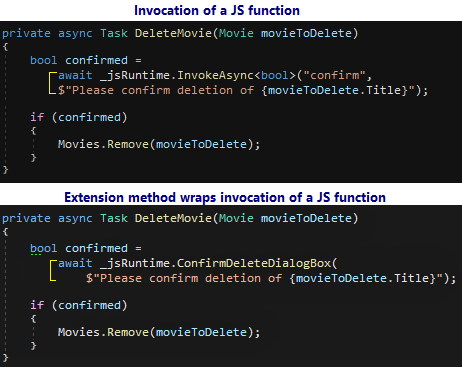 Invocation of a JS function
private async Task DeleteMovie(Movie movieToDelete)
{
bool confirmed =
await _jsRuntime.InvokeAsync<bool>("confirm",
$"Please confirm deletion of {movieToDelete.Title}");
if (confirmed)
{
Movies.Remove(movieToDelete);
}
}
Extension method wraps invocation of a JS function
private async Task DeleteMovie(Movie movieToDelete)
{
bool confirmed =
await _jsRuntime.ConfirmDeleteDialogBox(
$"Please confirm deletion of {movieToDelete.Title}");
if (confirmed)
{
Movies.Remove(movieToDelete);
}
}